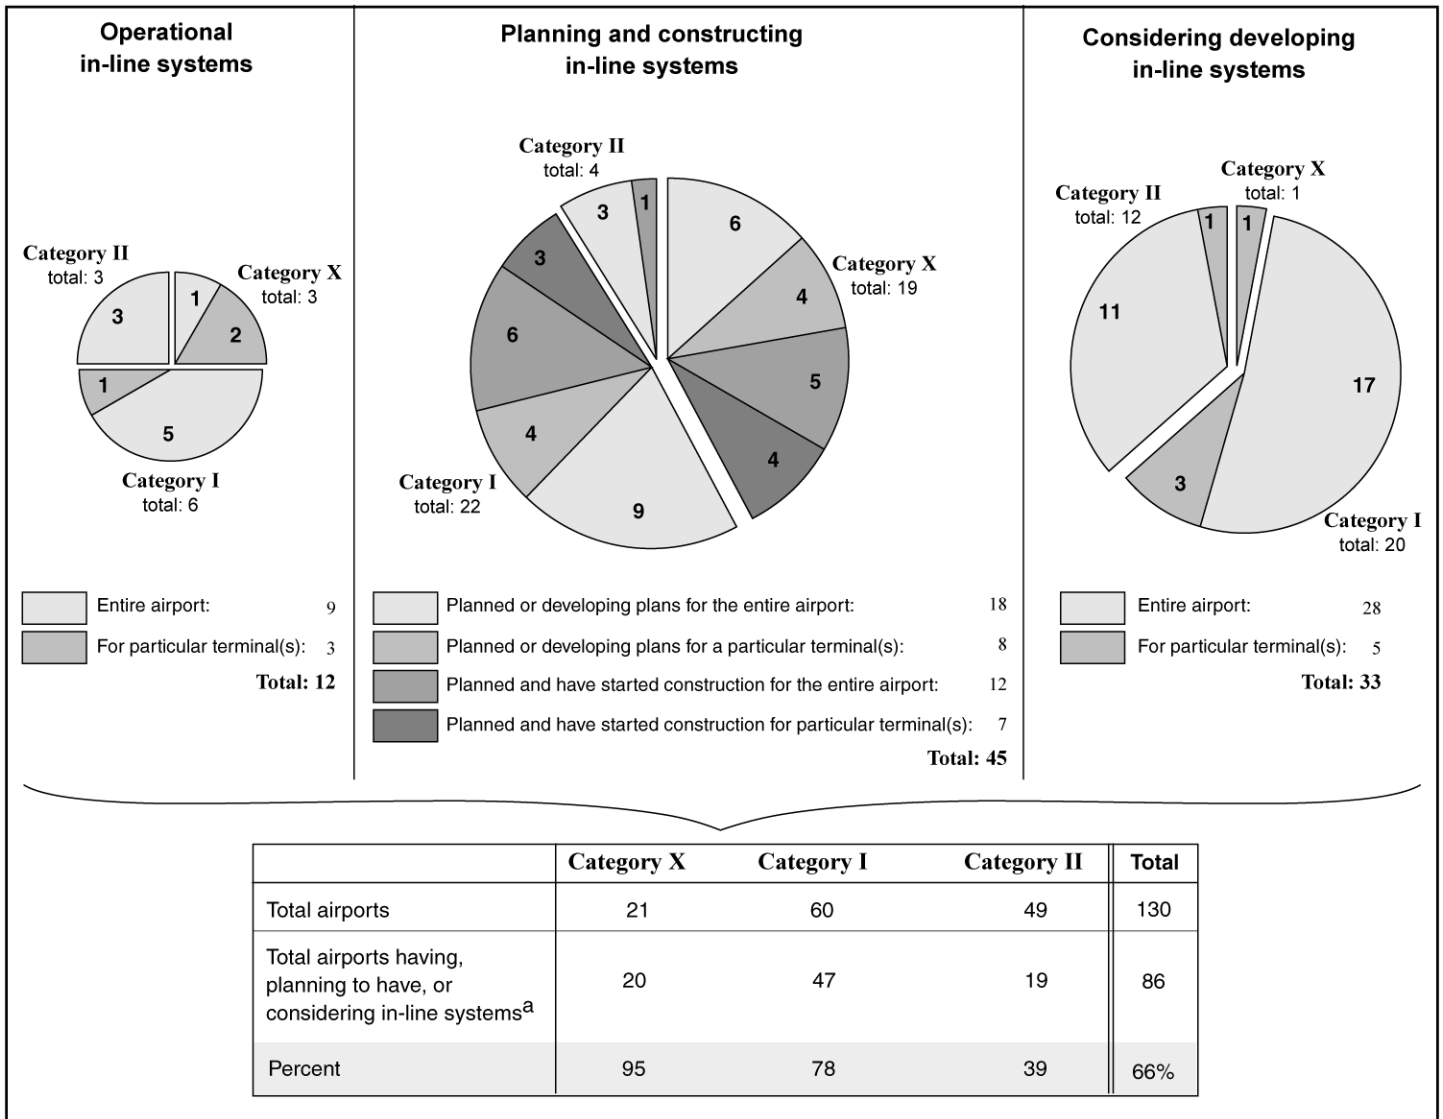 Operational
in-line systems
Category II
total: 3
Category X
total: 3
3
1
2
1
5
Category I
total: 6
Entire airport: 9
For particular terminal(s): 3
Total: 12
Planning and constructing
in-line systems
Category II
total: 4
3
1
6
Category X
total: 19
3
4
6
5
4
4
Category I
total: 22
9
Planned or developing plans for the entire airport: 18
Planned or developing plans for a particular terminal(s): 8
Planned and have started construction for the entire airport: 12
Planned and have started construction for particular terminal(s): 7
Total: 45
Considering developing
in-line systems
Category X
total: 1
Category II
total: 12
1
1
11
17
3
Category I
total: 20
Entire airport: 28
For particular terminal(s): 5
Total: 33
Category X Category I Category II Total
Total airports 21 60 49 130
Total airports having,
planning to have, or
considering in-line systemsa 20 47 19 86
Percent 95 78 39 66%